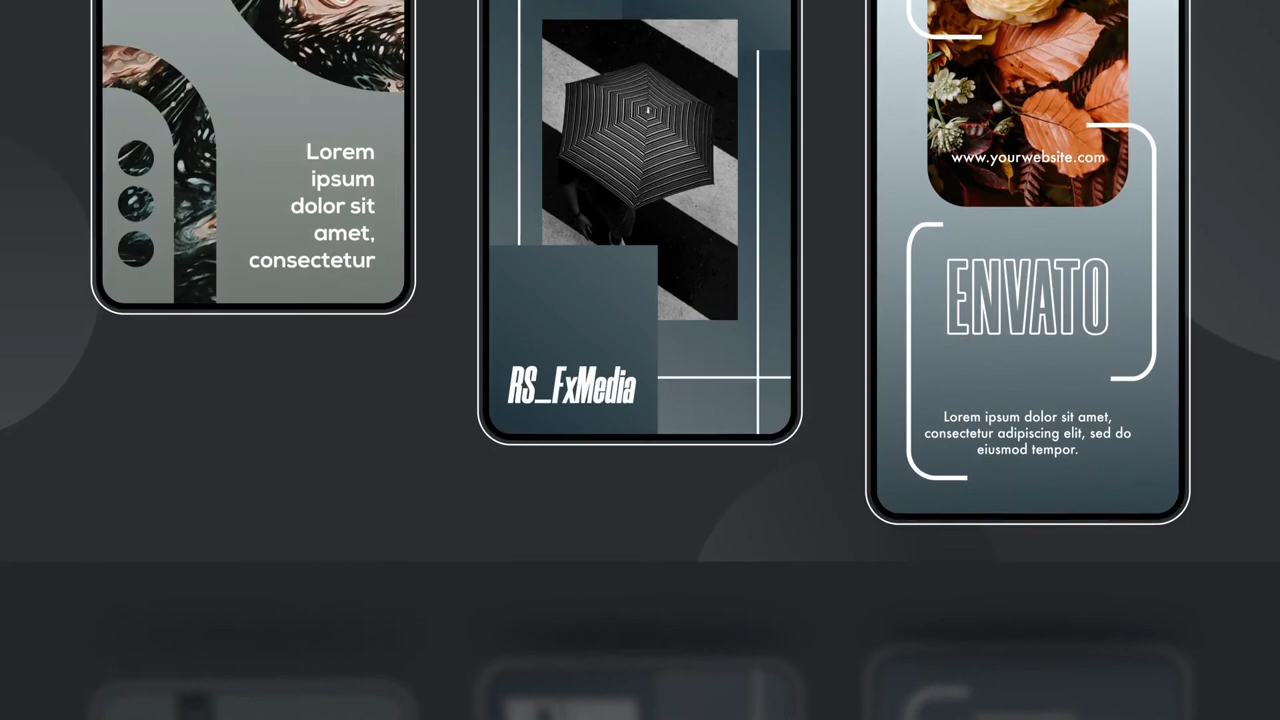 Lorem
ipsum
dolor sit
amet,
consectetur
RS_FxMedia
www.yourwebsite.com
ENVATO
Lorem ipsum dolor sit amet,
consectetur adipiscing elit, sed do
eiusmod tempor.